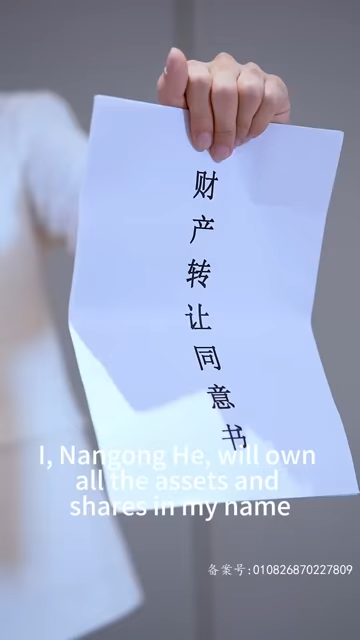 财产转让同意书
I, Nangong He, will own
all the assets and
shares in my name
备案号:010826870227809